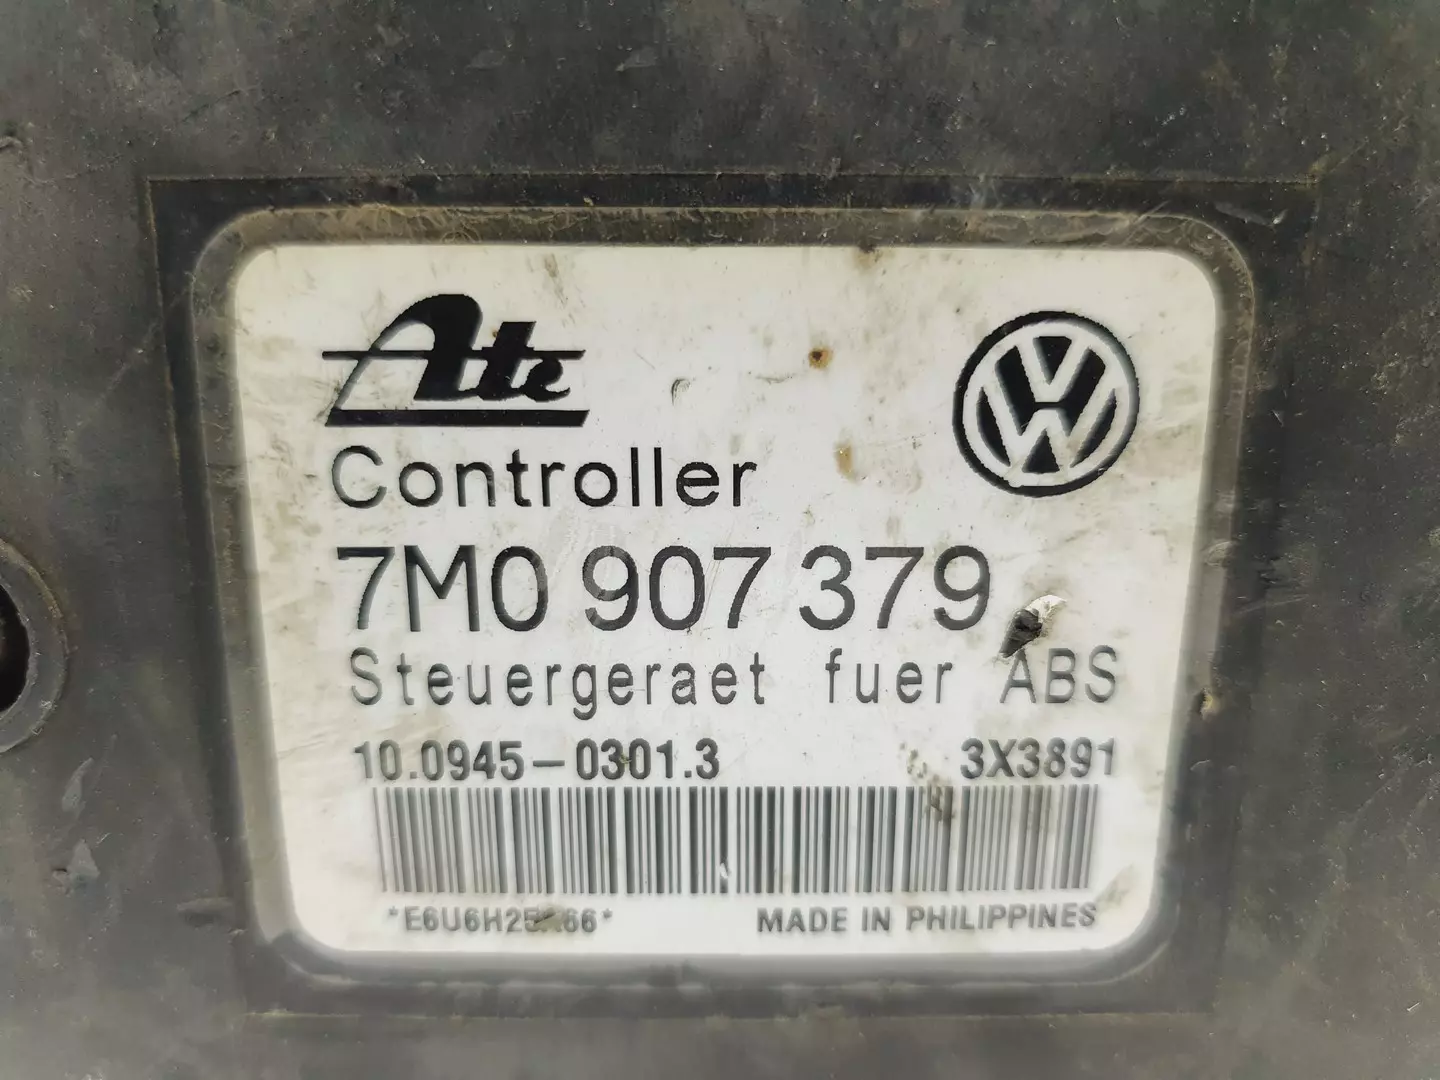 Ate
Controller
7M0 907 379
Steuergeraet fuer ABS
10.0945-0301.3 3X3891
MADE IN PHILIPPINES